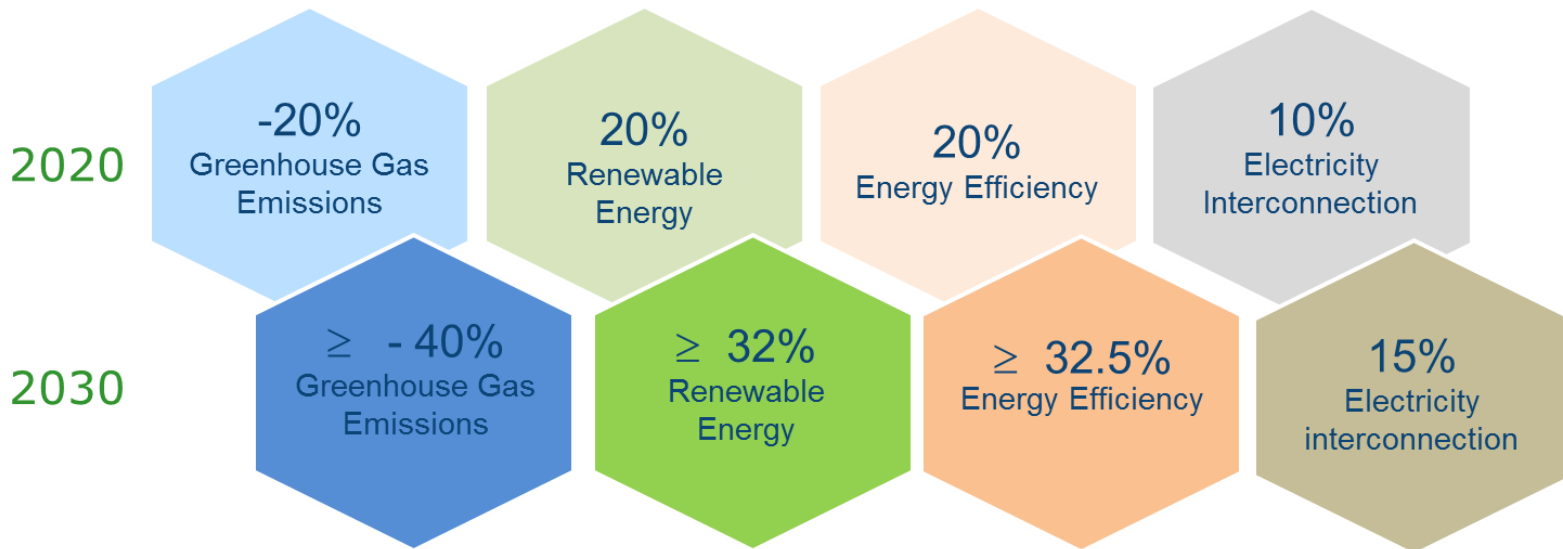 2020
-20%
Greenhouse Gas
Emissions
20%
Renewable
Energy
20%
Energy Efficiency
10%
Electricity
Interconnection
2030
≥ - 40%
Greenhouse Gas
Emissions
≥ 32%
Renewable
Energy
≥ 32.5%
Energy Efficiency
15%
Electricity
interconnection